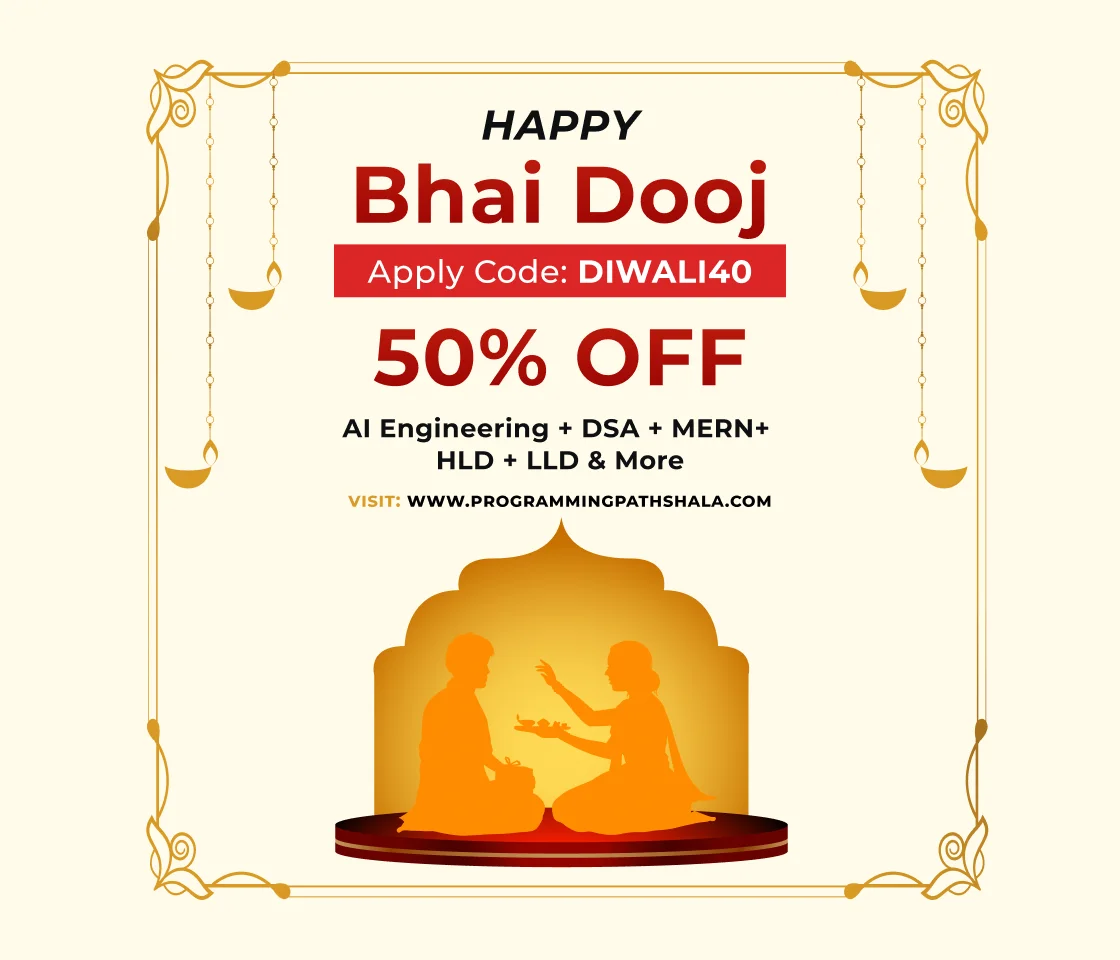 HAPPY
Bhai Dooj
Apply Code: DIWALI40
50% OFF
AI Engineering + DSA + MERN+
HLD + LLD & More
VISIT: WWW.PROGRAMMINGPATHSHALA.COM